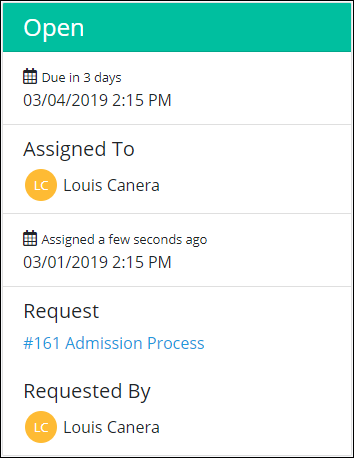 Open
Due in 3 days
03/04/2019 2:15 PM
Assigned To
LC Louis Canera
Assigned a few seconds ago
03/01/2019 2:15 PM
Request
#161 Admission Process
Requested By
LC Louis Canera